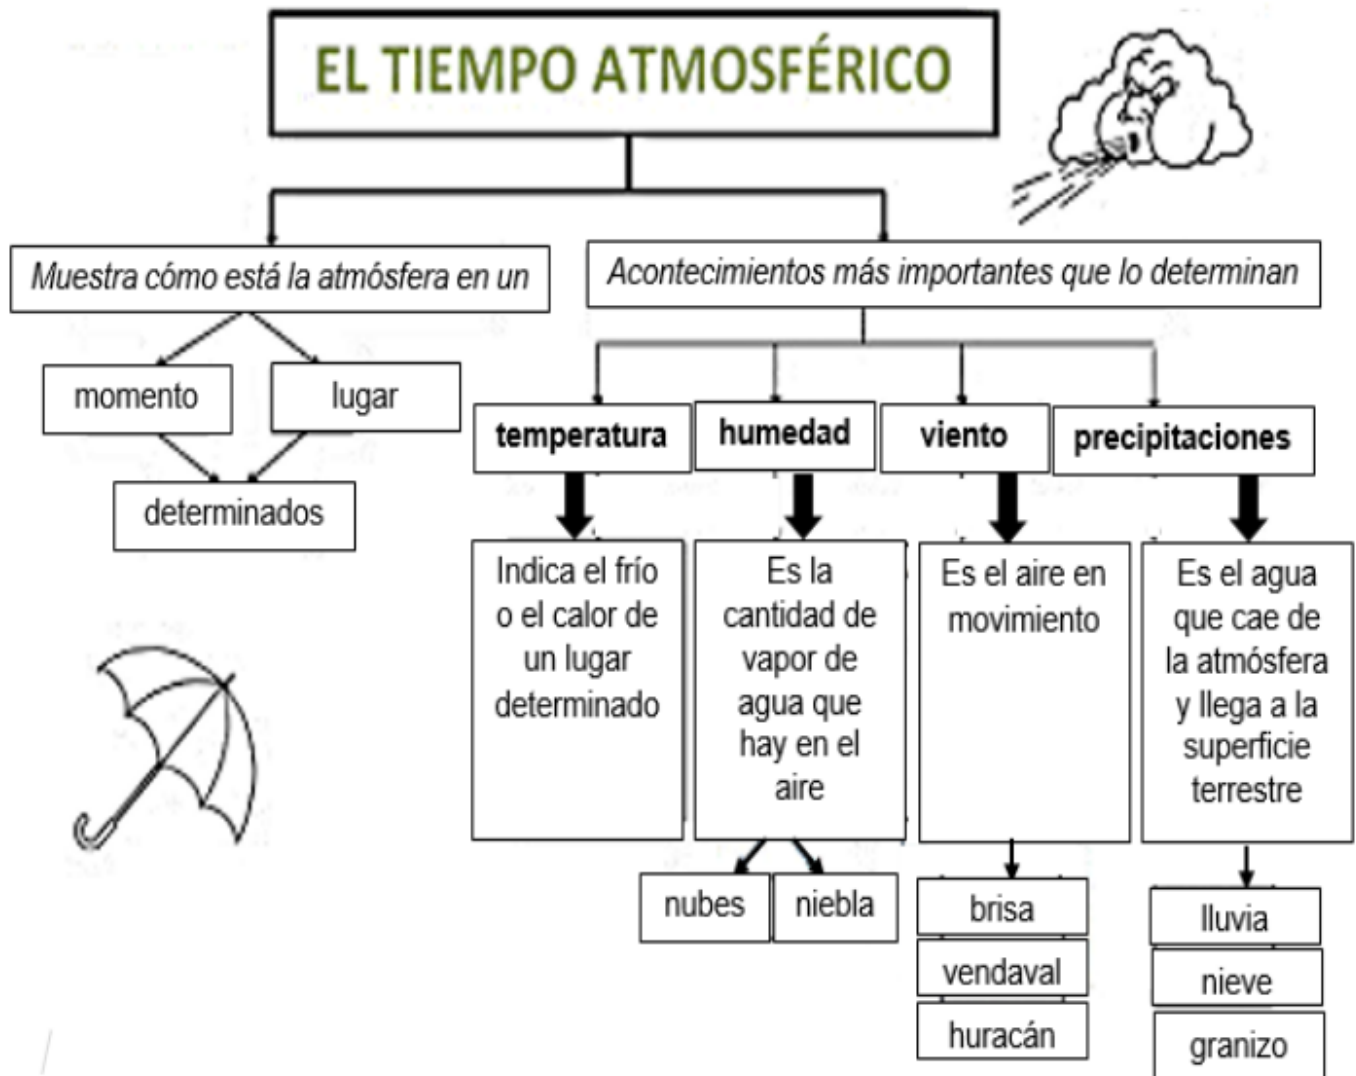 EL TIEMPO ATMOSFÉRICO
Muestra cómo está la atmósfera en un
momento
lugar
determinados
Acontecimientos más importantes que lo determinan
temperatura
Indica el frío
o el calor de
un lugar
determinado
humedad
Es la
cantidad de
vapor de
agua que
hay en el
aire
nubes
niebla
viento
Es el aire en
movimiento
brisa
vendaval
huracán
precipitaciones
Es el agua
que cae de
la atmósfera
y llega a la
superficie
terrestre
lluvia
nieve
granizo